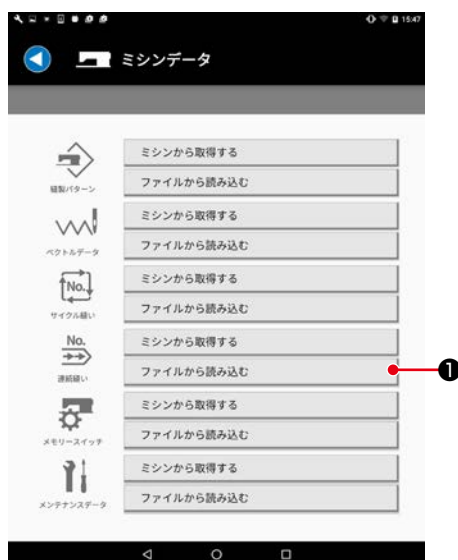 15:47
ミシンデータ
ミシンから取得する
ファイルから読み込む
縫製パターン
ミシンから取得する
ファイルから読み込む
ベクトルデータ
ミシンから取得する
No.
ファイルから読み込む
サイクル縫い
ミシンから取得する
No.
ファイルから読み込む
❶
連続縫い
ミシンから取得する
ファイルから読み込む
メモリースイッチ
ミシンから取得する
ファイルから読み込む
メンテナンスデータ